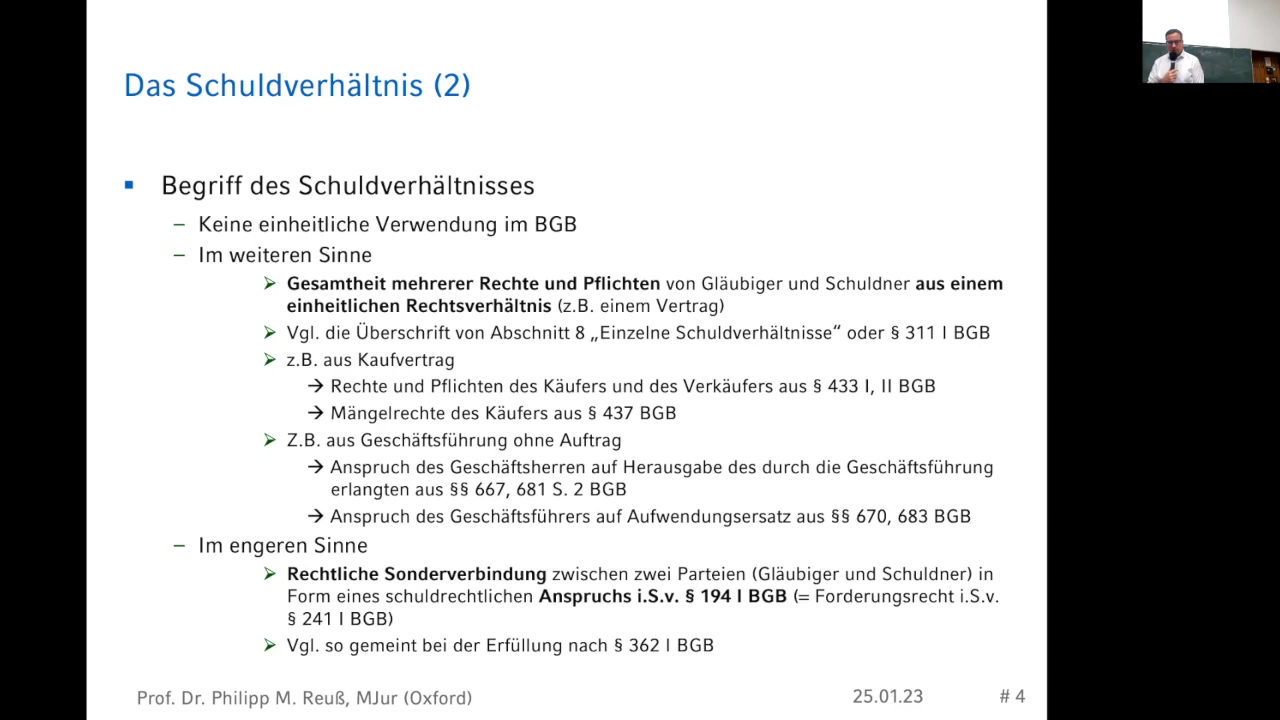 Das Schuldverhältnis (2)
▪ Begriff des Schuldverhältnisses
– Keine einheitliche Verwendung im BGB
– Im weiteren Sinne
➢ Gesamtheit mehrerer Rechte und Pflichten von Gläubiger und Schuldner aus einem
einheitlichen Rechtsverhältnis (z.B. einem Vertrag)
➢ Vgl. die Überschrift von Abschnitt 8 „Einzelne Schuldverhältnisse“ oder § 311 I BGB
➢ z.B. aus Kaufvertrag
→ Rechte und Pflichten des Käufers und des Verkäufers aus § 433 I, II BGB
→ Mängelrechte des Käufers aus § 437 BGB
➢ Z.B. aus Geschäftsführung ohne Auftrag
→ Anspruch des Geschäftsherren auf Herausgabe des durch die Geschäftsführung
erlangten aus §§ 667, 681 S. 2 BGB
→ Anspruch des Geschäftsführers auf Aufwendungsersatz aus §§ 670, 683 BGB
– Im engeren Sinne
➢ Rechtliche Sonderverbindung zwischen zwei Parteien (Gläubiger und Schuldner) in
Form eines schuldrechtlichen Anspruchs i.S.v. § 194 I BGB (= Forderungsrecht i.S.v.
§ 241 I BGB)
➢ Vgl. so gemeint bei der Erfüllung nach § 362 I BGB
Prof. Dr. Philipp M. Reuß, MJur (Oxford) 25.01.23 # 4